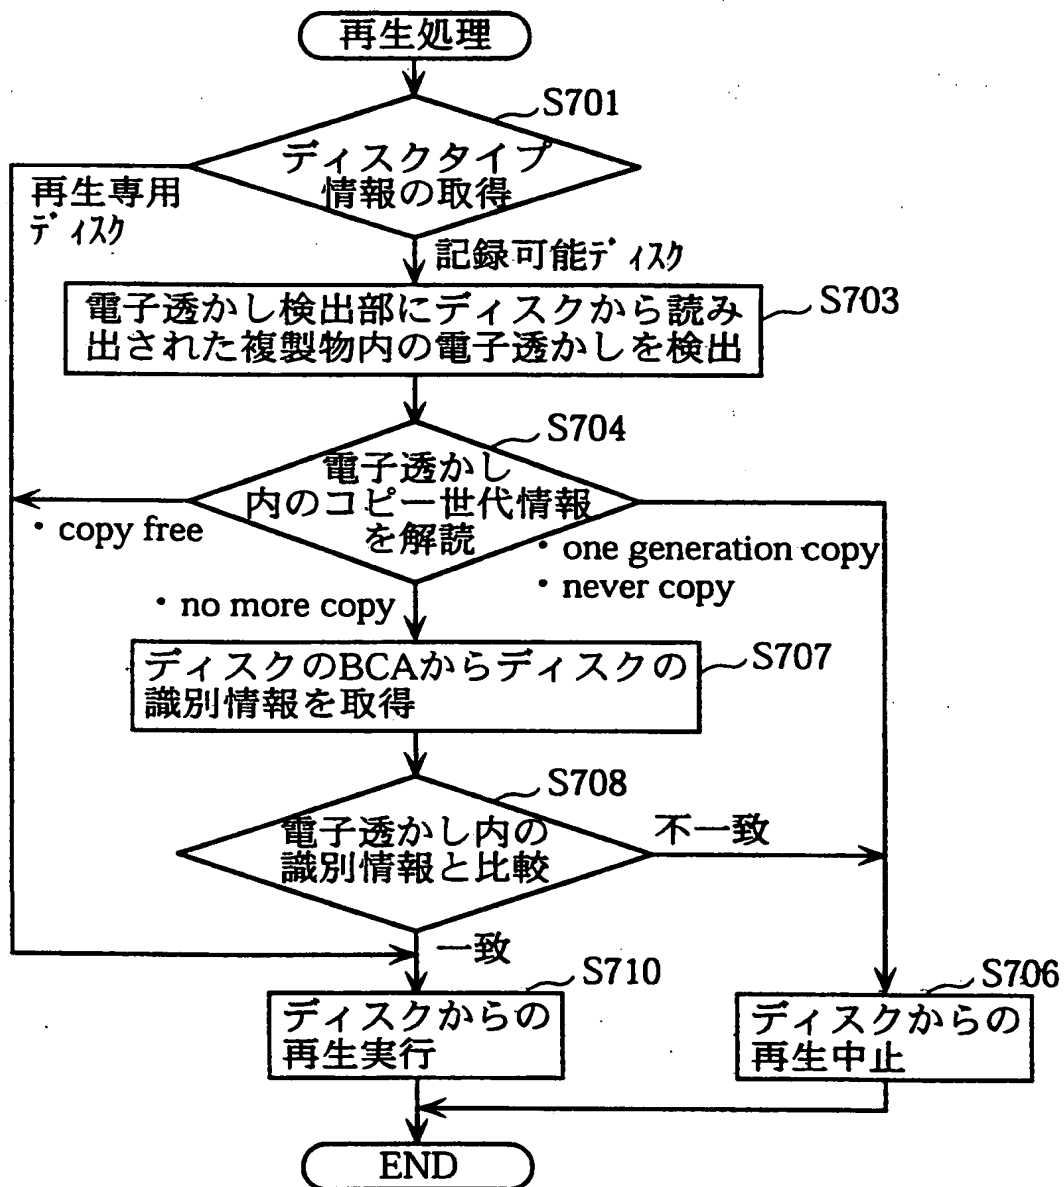 再生処理
S701
ディスクタイプ
情報の取得
再生専用
ディスク
記録可能ディスク
S703
電子透かし検出部にディスクから読み
出された複製物内の電子透かしを検出
S704
電子透かし
内のコピー世代情報
を解読
・copy free
・one generation copy
・never copy
・no more copy
S707
ディスクのBCAからディスクの
識別情報を取得
S708
電子透かし内の
識別情報と比較
不一致
一致
S710
ディスクからの
再生実行
S706
ディスクからの
再生中止
END